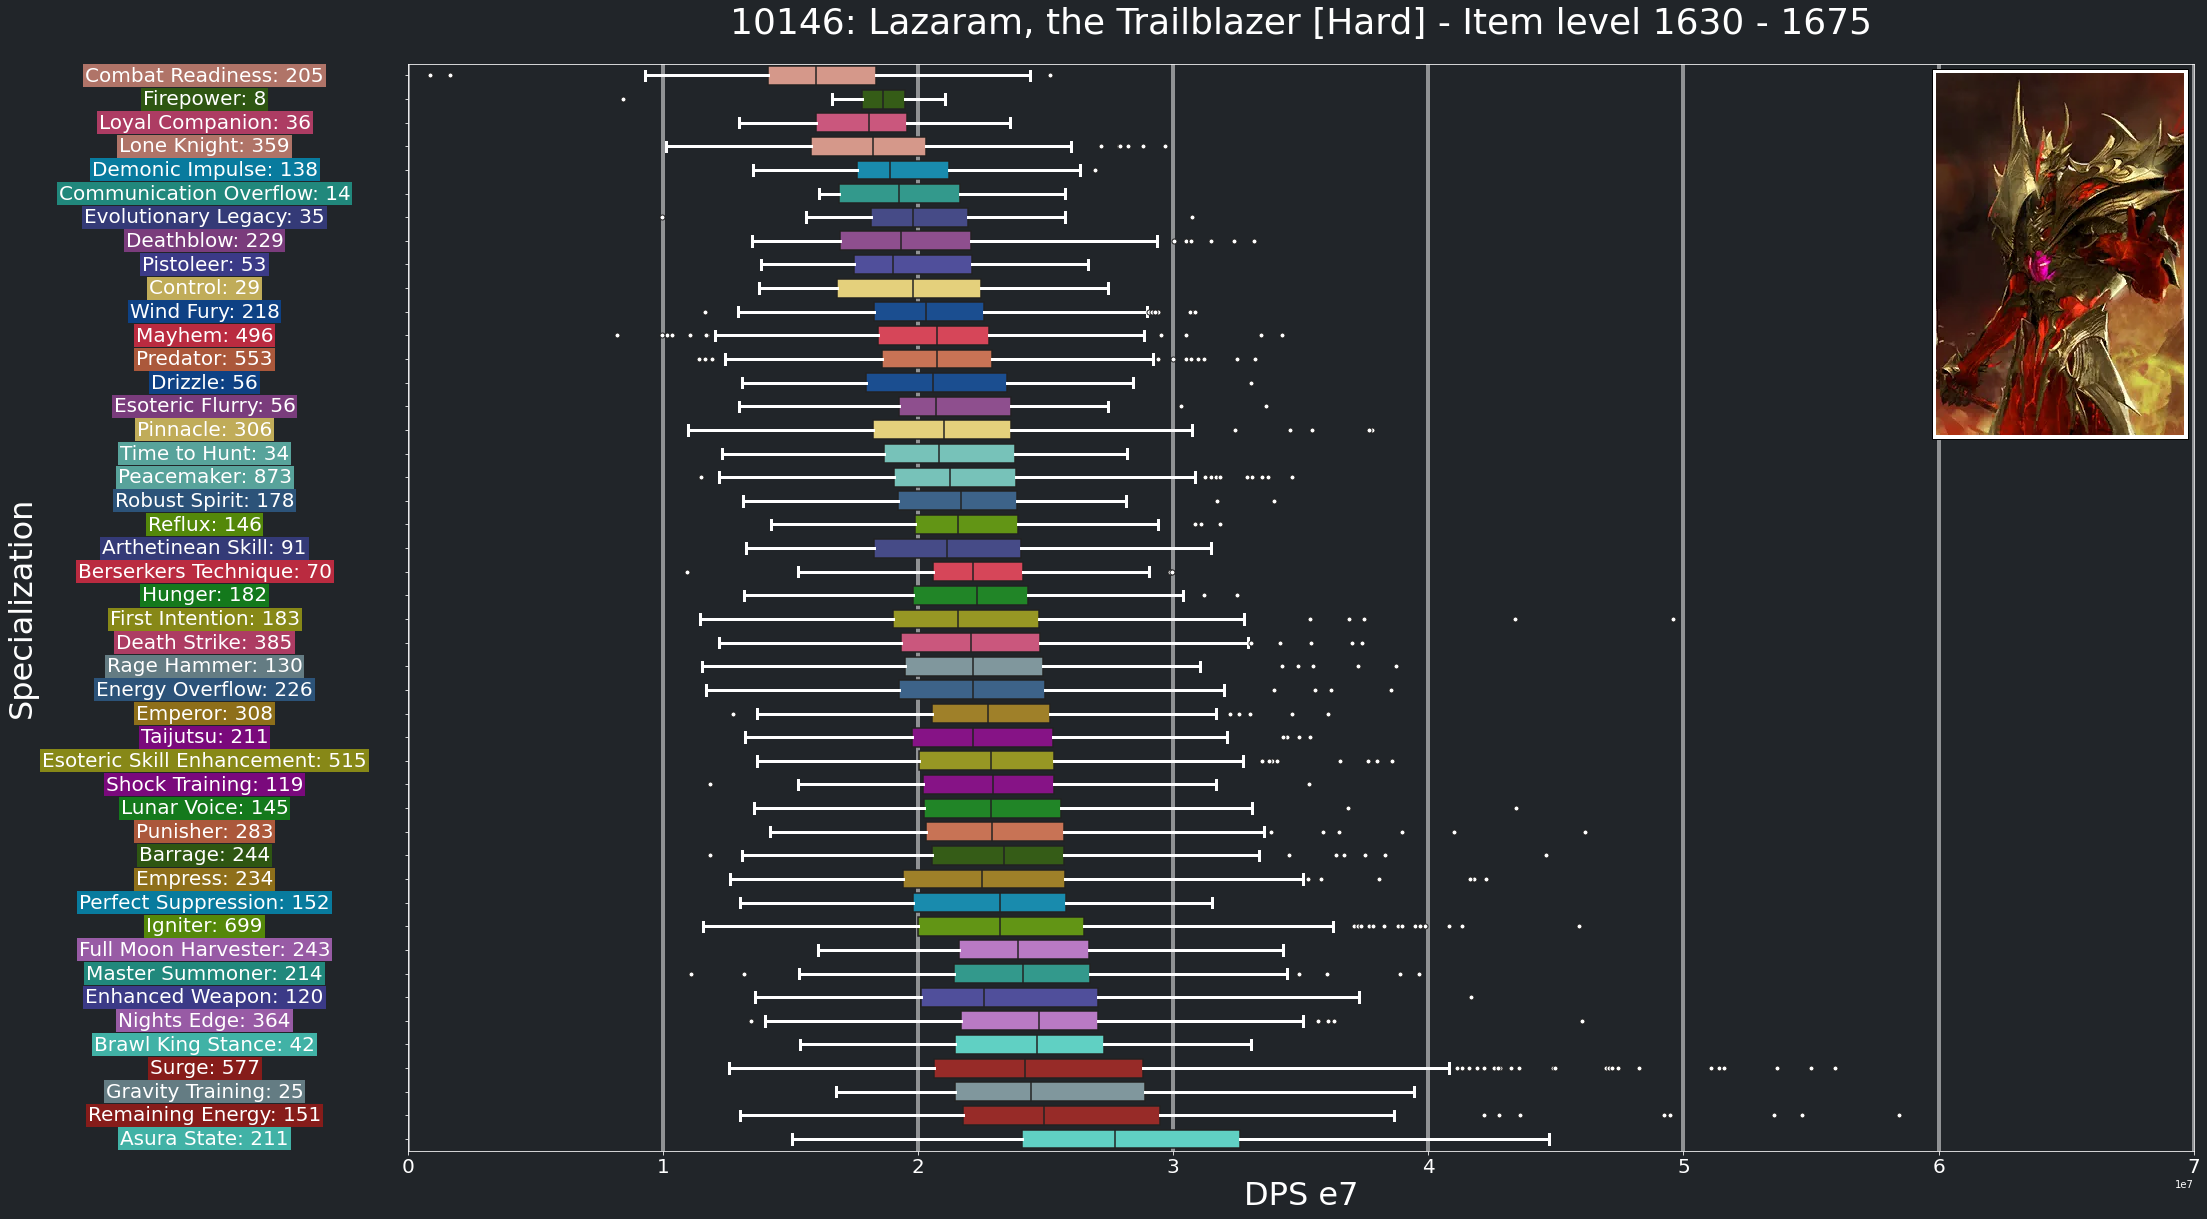 10146: Lazaram, the Trailblazer [Hard] - Item level 1630 - 1675
Specialization
Combat Readiness: 205
Firepower: 8
Loyal Companion: 36
Lone Knight: 359
Demonic Impulse: 138
Communication Overflow: 14
Evolutionary Legacy: 35
Deathblow: 229
Pistoleer: 53
Control: 29
Wind Fury: 218
Mayhem: 496
Predator: 553
Drizzle: 56
Esoteric Flurry: 56
Pinnacle: 306
Time to Hunt: 34
Peacemaker: 873
Robust Spirit: 178
Reflux: 146
Arthetinean Skill: 91
Berserkers Technique: 70
Hunger: 182
First Intention: 183
Death Strike: 385
Rage Hammer: 130
Energy Overflow: 226
Emperor: 308
Taijutsu: 211
Esoteric Skill Enhancement: 515
Shock Training: 119
Lunar Voice: 145
Punisher: 283
Barrage: 244
Empress: 234
Perfect Suppression: 152
Igniter: 699
Full Moon Harvester: 243
Master Summoner: 214
Enhanced Weapon: 120
Nights Edge: 364
Brawl King Stance: 42
Surge: 577
Gravity Training: 25
Remaining Energy: 151
Asura State: 211
0 1 2 3 4 5 6 7
1e7
DPS e7